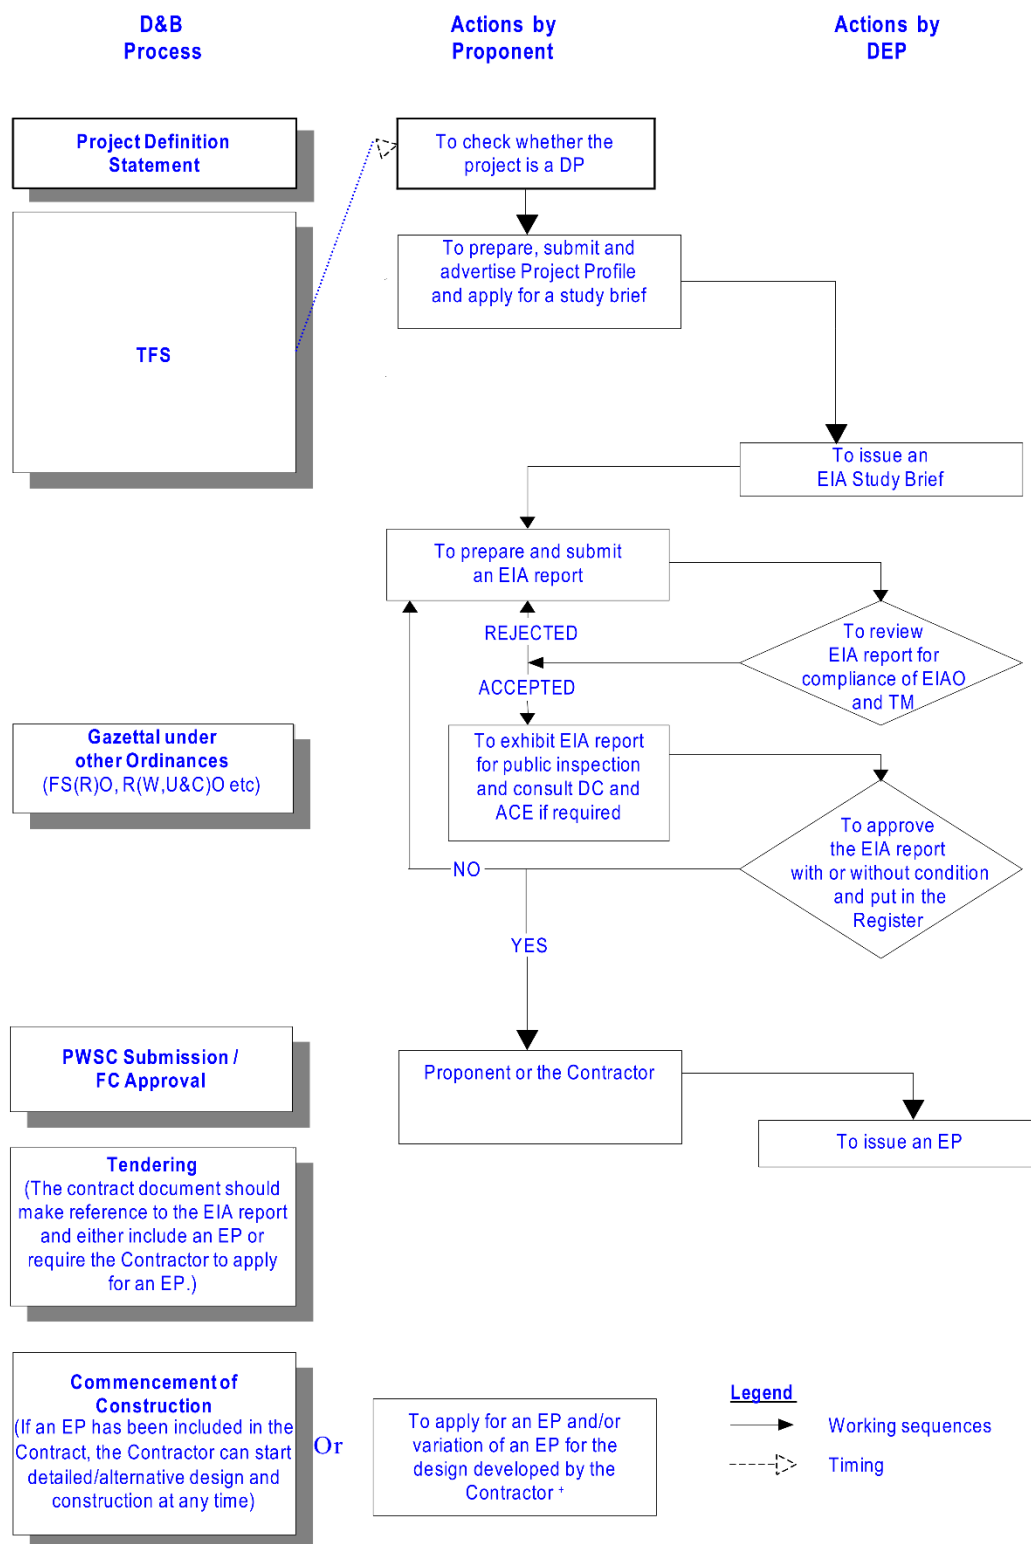 D&B
Process
Actions by
Proponent
Actions by
DEP
Project Definition
Statement
To check whether the
project is a DP
To prepare, submit and
advertise Project Profile
and apply for a study brief
TFS
To issue an
EIA Study Brief
To prepare and submit
an EIA report
REJECTED
To review
EIA report for
compliance of EIAO
and TM
ACCEPTED
Gazettal under
other Ordinances
(FS(R)O, R(W,U&C)O etc)
To exhibit EIA report
for public inspection
and consult DC and
ACE if required
To approve
the EIA report
with or without condition
and put in the
Register
NO
YES
PWSC Submission /
FC Approval
Proponent or the Contractor
To issue an EP
Tendering
(The contract document should
make reference to the EIA report
and either include an EP or
require the Contractor to apply
for an EP.)
Commencement of
Construction
(If an EP has been included in the
Contract, the Contractor can start
detailed/alternative design and
construction at any time)
Or
To apply for an EP and/or
variation of an EP for the
design developed by the
Contractor +
Legend
Working sequences
Timing